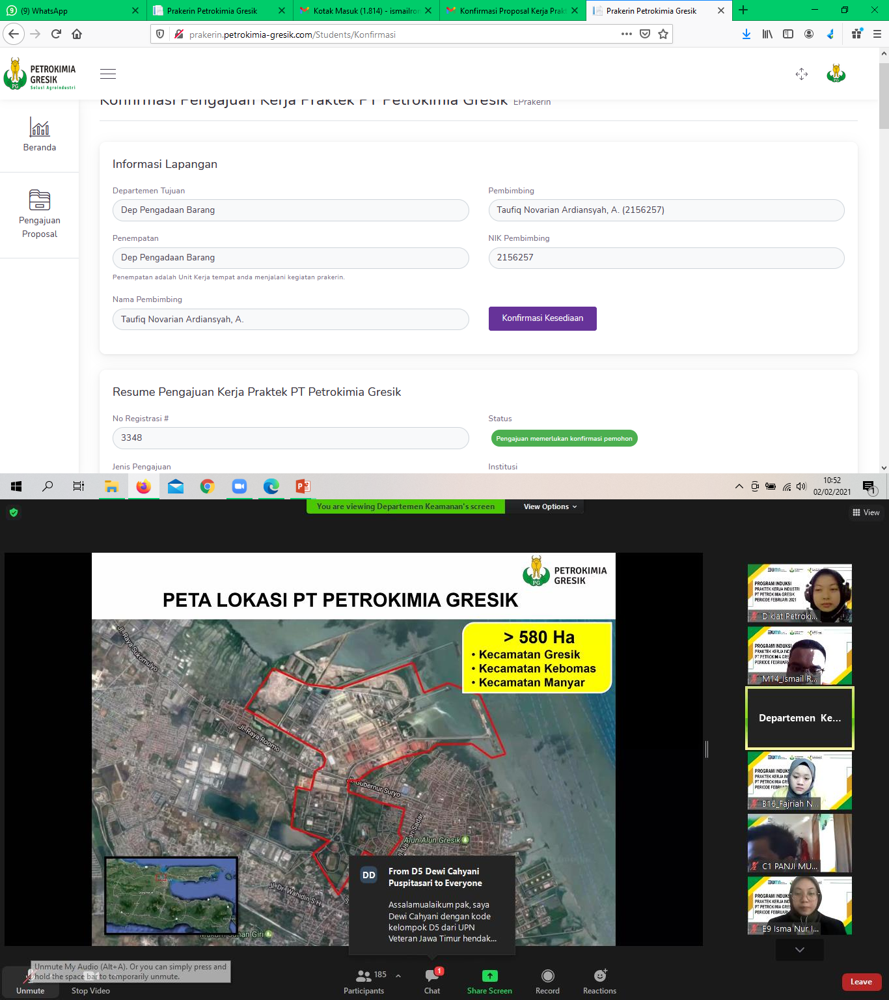 (9) WhatsApp
Prakerin Petrokimia Gresik
Kotak Masuk (1.814) - ismailron
Konfirmasi Proposal Kerja Prakt
Prakerin Petrokimia Gresik
prakerin.petrokimia-gresik.com/Students/Konfirmasi
PETROKIMIA
GRESIK
Solusi Agroindustri
PG
Konfirmasi Pengajuan Kerja Praktek PT Petrokimia Gresik EPrakerin
Beranda
Pengajuan
Proposal
Informasi Lapangan
Departemen Tujuan
Dep Pengadaan Barang
Pembimbing
Taufiq Novarian Ardiansyah, A. (2156257)
Penempatan
Dep Pengadaan Barang
Penempatan adalah Unit Kerja tempat anda menjalani kegiatan prakerin.
NIK Pembimbing
2156257
Nama Pembimbing
Taufiq Novarian Ardiansyah, A.
Konfirmasi Kesediaan
Resume Pengajuan Kerja Praktek PT Petrokimia Gresik
No Registrasi #
3348
Status
Pengajuan memerlukan konfirmasi pemohon
Jenis Pengajuan
Institusi
10:52
02/02/2021
1
You are viewing Departemen Keamanan's screen
View Options
View
PETROKIMIA
GRESIK
PG
PETA LOKASI PT PETROKIMIA GRESIK
> 580 Ha
• Kecamatan Gresik
• Kecamatan Kebomas
• Kecamatan Manyar
Jl. Raya Sukomulyo
Jl. Raya Roomo
Jl. Gubernur Suryo
Alun Alun Gresik
Jl. Dr. Wahidin S H
PROGRAM INDUKSI
PRAKTEK KERJA INDUSTRI
PT PETROKIMIA GRESIK
PERIODE FEBRUARI 2021
Diklat Petroki...
PROGRAM INDUKSI
M14_Ismail R...
Departemen Ke...
B16_Fajriah N...
C1 PANJI MU...
E9 Isma Nur I...
DD
From D5 Dewi Cahyani
Puspitasari to Everyone
Assalamualaikum pak, saya
Dewi Cahyani dengan kode
kelompok D5 dari UPN
Veteran Jawa Timur hendak...
Unmute My Audio (Alt+A). Or you can simply press and
hold the space bar to temporarily unmute.
Unmute
Stop Video
185
Participants
1
Chat
Share Screen
Record
Reactions
Leave